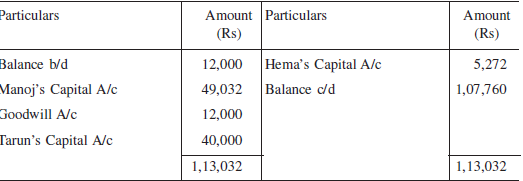 Particulars Amount (Rs) Particulars Amount (Rs)
Balance b/d 12,000 Hema's Capital A/c 5,272
Manoj's Capital A/c 49,032 Balance c/d 1,07,760
Goodwill A/c 12,000
Tarun's Capital A/c 40,000
1,13,032 1,13,032